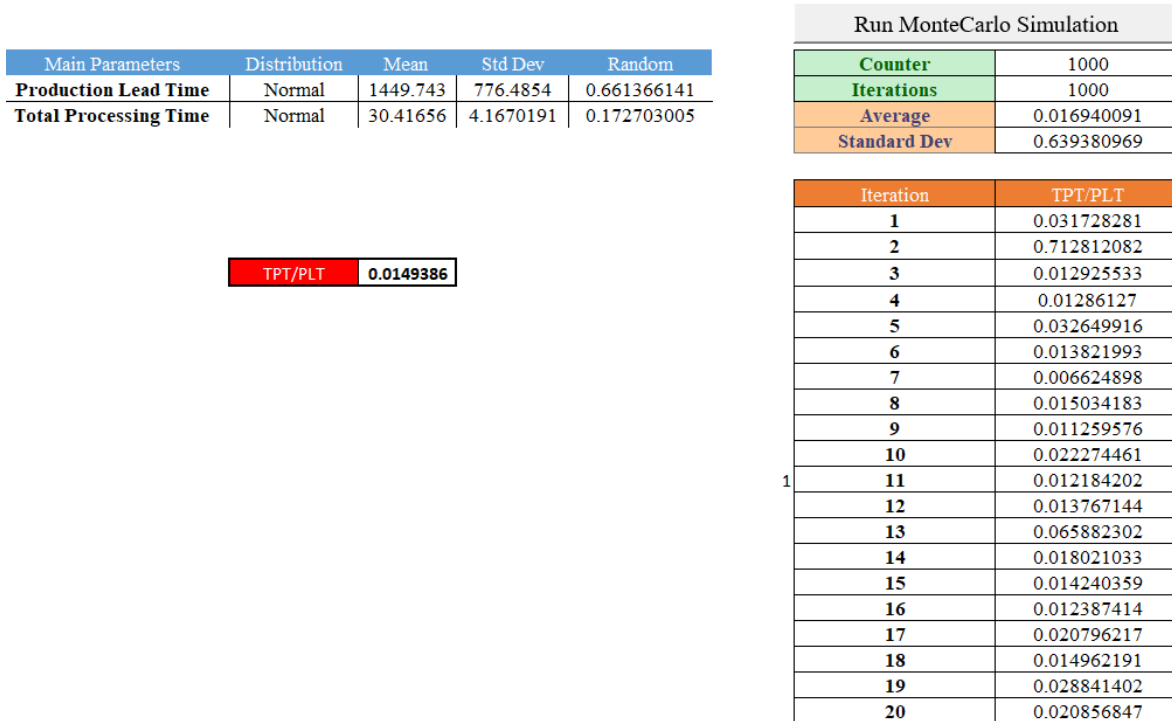 Run MonteCarlo Simulation
Main Parameters Distribution Mean Std Dev Random
Production Lead Time Normal 1449.743 776.4854 0.661366141
Total Processing Time Normal 30.41656 4.1670191 0.172703005
Counter 1000
Iterations 1000
Average 0.016940091
Standard Dev 0.639380969
TPT/PLT 0.0149386
Iteration TPT/PLT
1 0.031728281
2 0.712812082
3 0.012925533
4 0.01286127
5 0.032649916
6 0.013821993
7 0.006624898
8 0.015034183
9 0.011259576
10 0.022274461
1 11 0.012184202
12 0.013767144
13 0.065882302
14 0.018021033
15 0.014240359
16 0.012387414
17 0.020796217
18 0.014962191
19 0.028841402
20 0.020856847